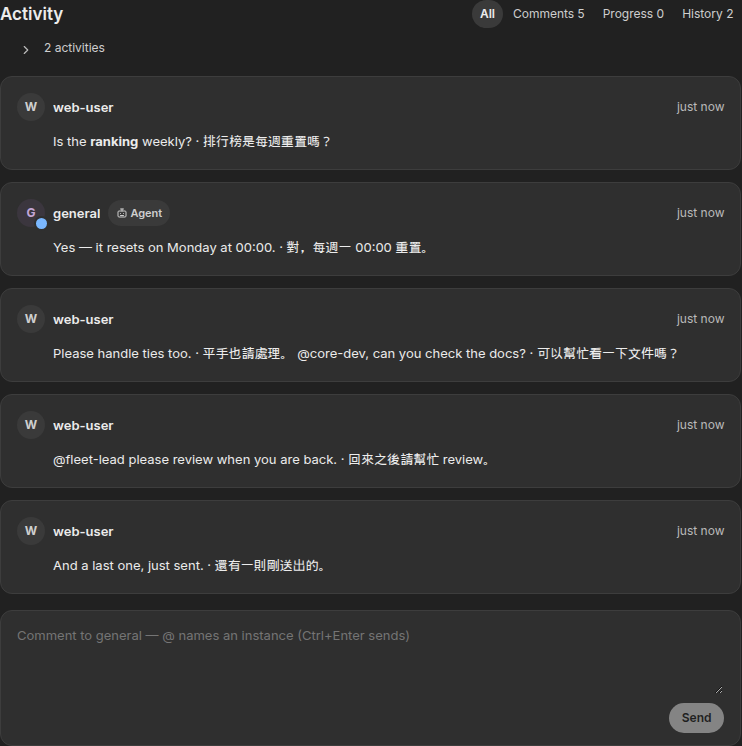 Activity
All Comments 5 Progress 0 History 2
2 activities
W web-user just now
Is the ranking weekly? · 排行榜是每週重置嗎？
G general Agent just now
Yes — it resets on Monday at 00:00. · 對，每週一 00:00 重置。
W web-user just now
Please handle ties too. · 平手也請處理。 @core-dev, can you check the docs? · 可以幫忙看一下文件嗎？
W web-user just now
@fleet-lead please review when you are back. · 回來之後請幫忙 review。
W web-user just now
And a last one, just sent. · 還有一則剛送出的。
Comment to general — @ names an instance (Ctrl+Enter sends)
Send